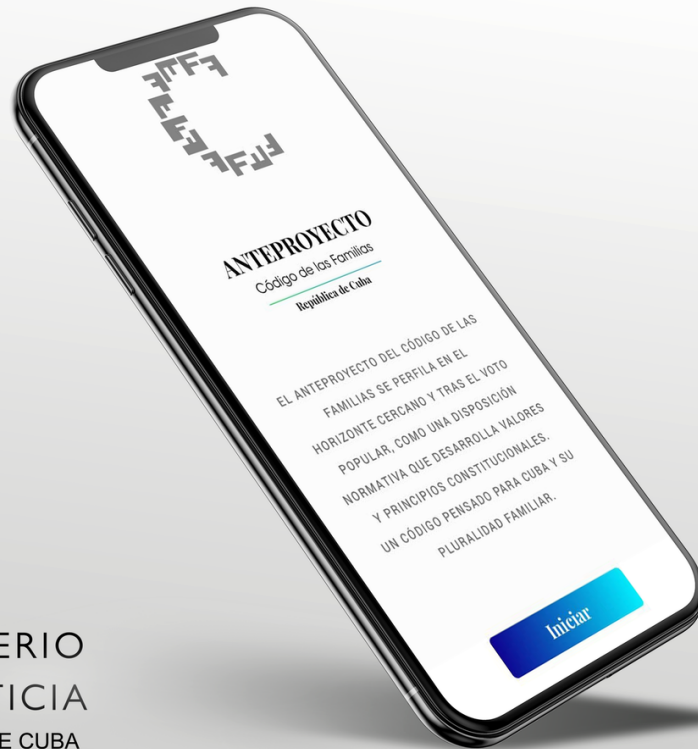 ANTEPROYECTO
Código de las Familias
República de Cuba
EL ANTEPROYECTO DEL CÓDIGO DE LAS
FAMILIAS SE PERFILA EN EL
HORIZONTE CERCANO Y TRAS EL VOTO
POPULAR, COMO UNA DISPOSICIÓN
NORMATIVA QUE DESARROLLA VALORES
Y PRINCIPIOS CONSTITUCIONALES.
UN CÓDIGO PENSADO PARA CUBA Y SU
PLURALIDAD FAMILIAR.
Iniciar
ERIO
TICIA
E CUBA